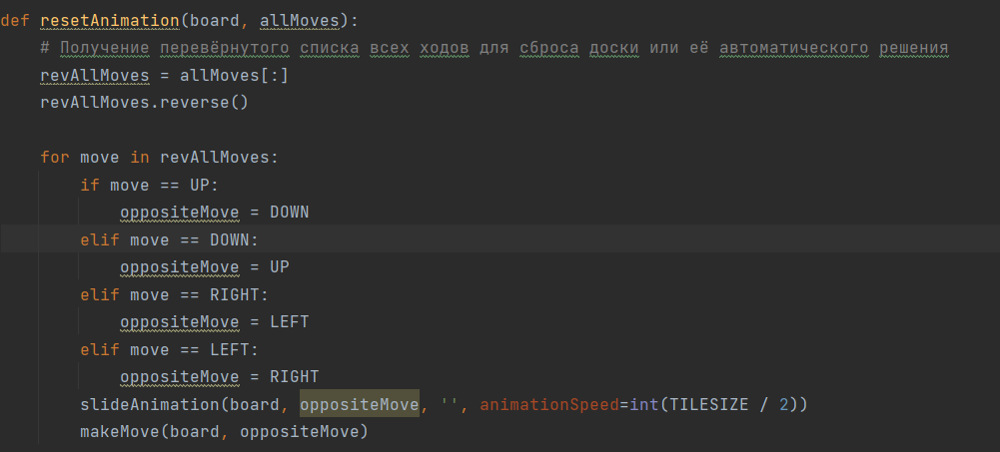 def resetAnimation(board, allMoves):
    # Получение перевёрнутого списка всех ходов для сброса доски или её автоматического решения
    revAllMoves = allMoves[:]
    revAllMoves.reverse()

    for move in revAllMoves:
        if move == UP:
            oppositeMove = DOWN
        elif move == DOWN:
            oppositeMove = UP
        elif move == RIGHT:
            oppositeMove = LEFT
        elif move == LEFT:
            oppositeMove = RIGHT
        slideAnimation(board, oppositeMove, '', animationSpeed=int(TILESIZE / 2))
        makeMove(board, oppositeMove)